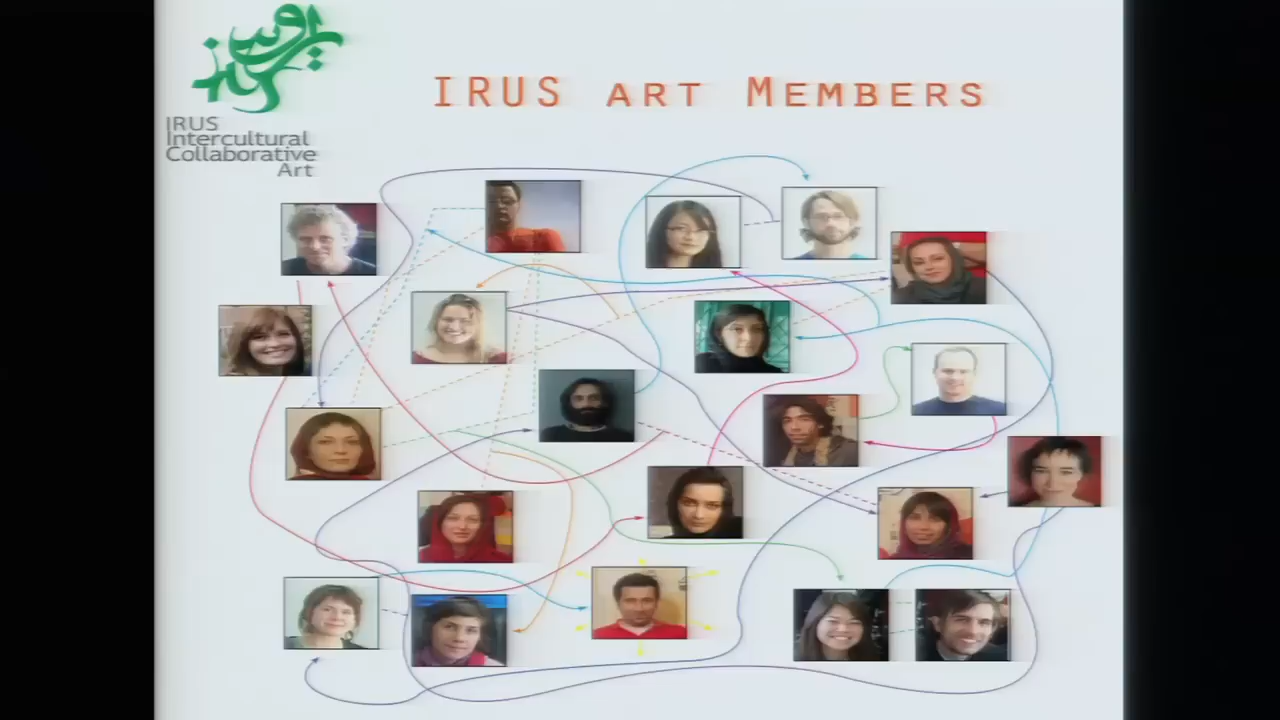 IRUS ART MEMBERS
IRUS
Intercultural
Collaborative
Art